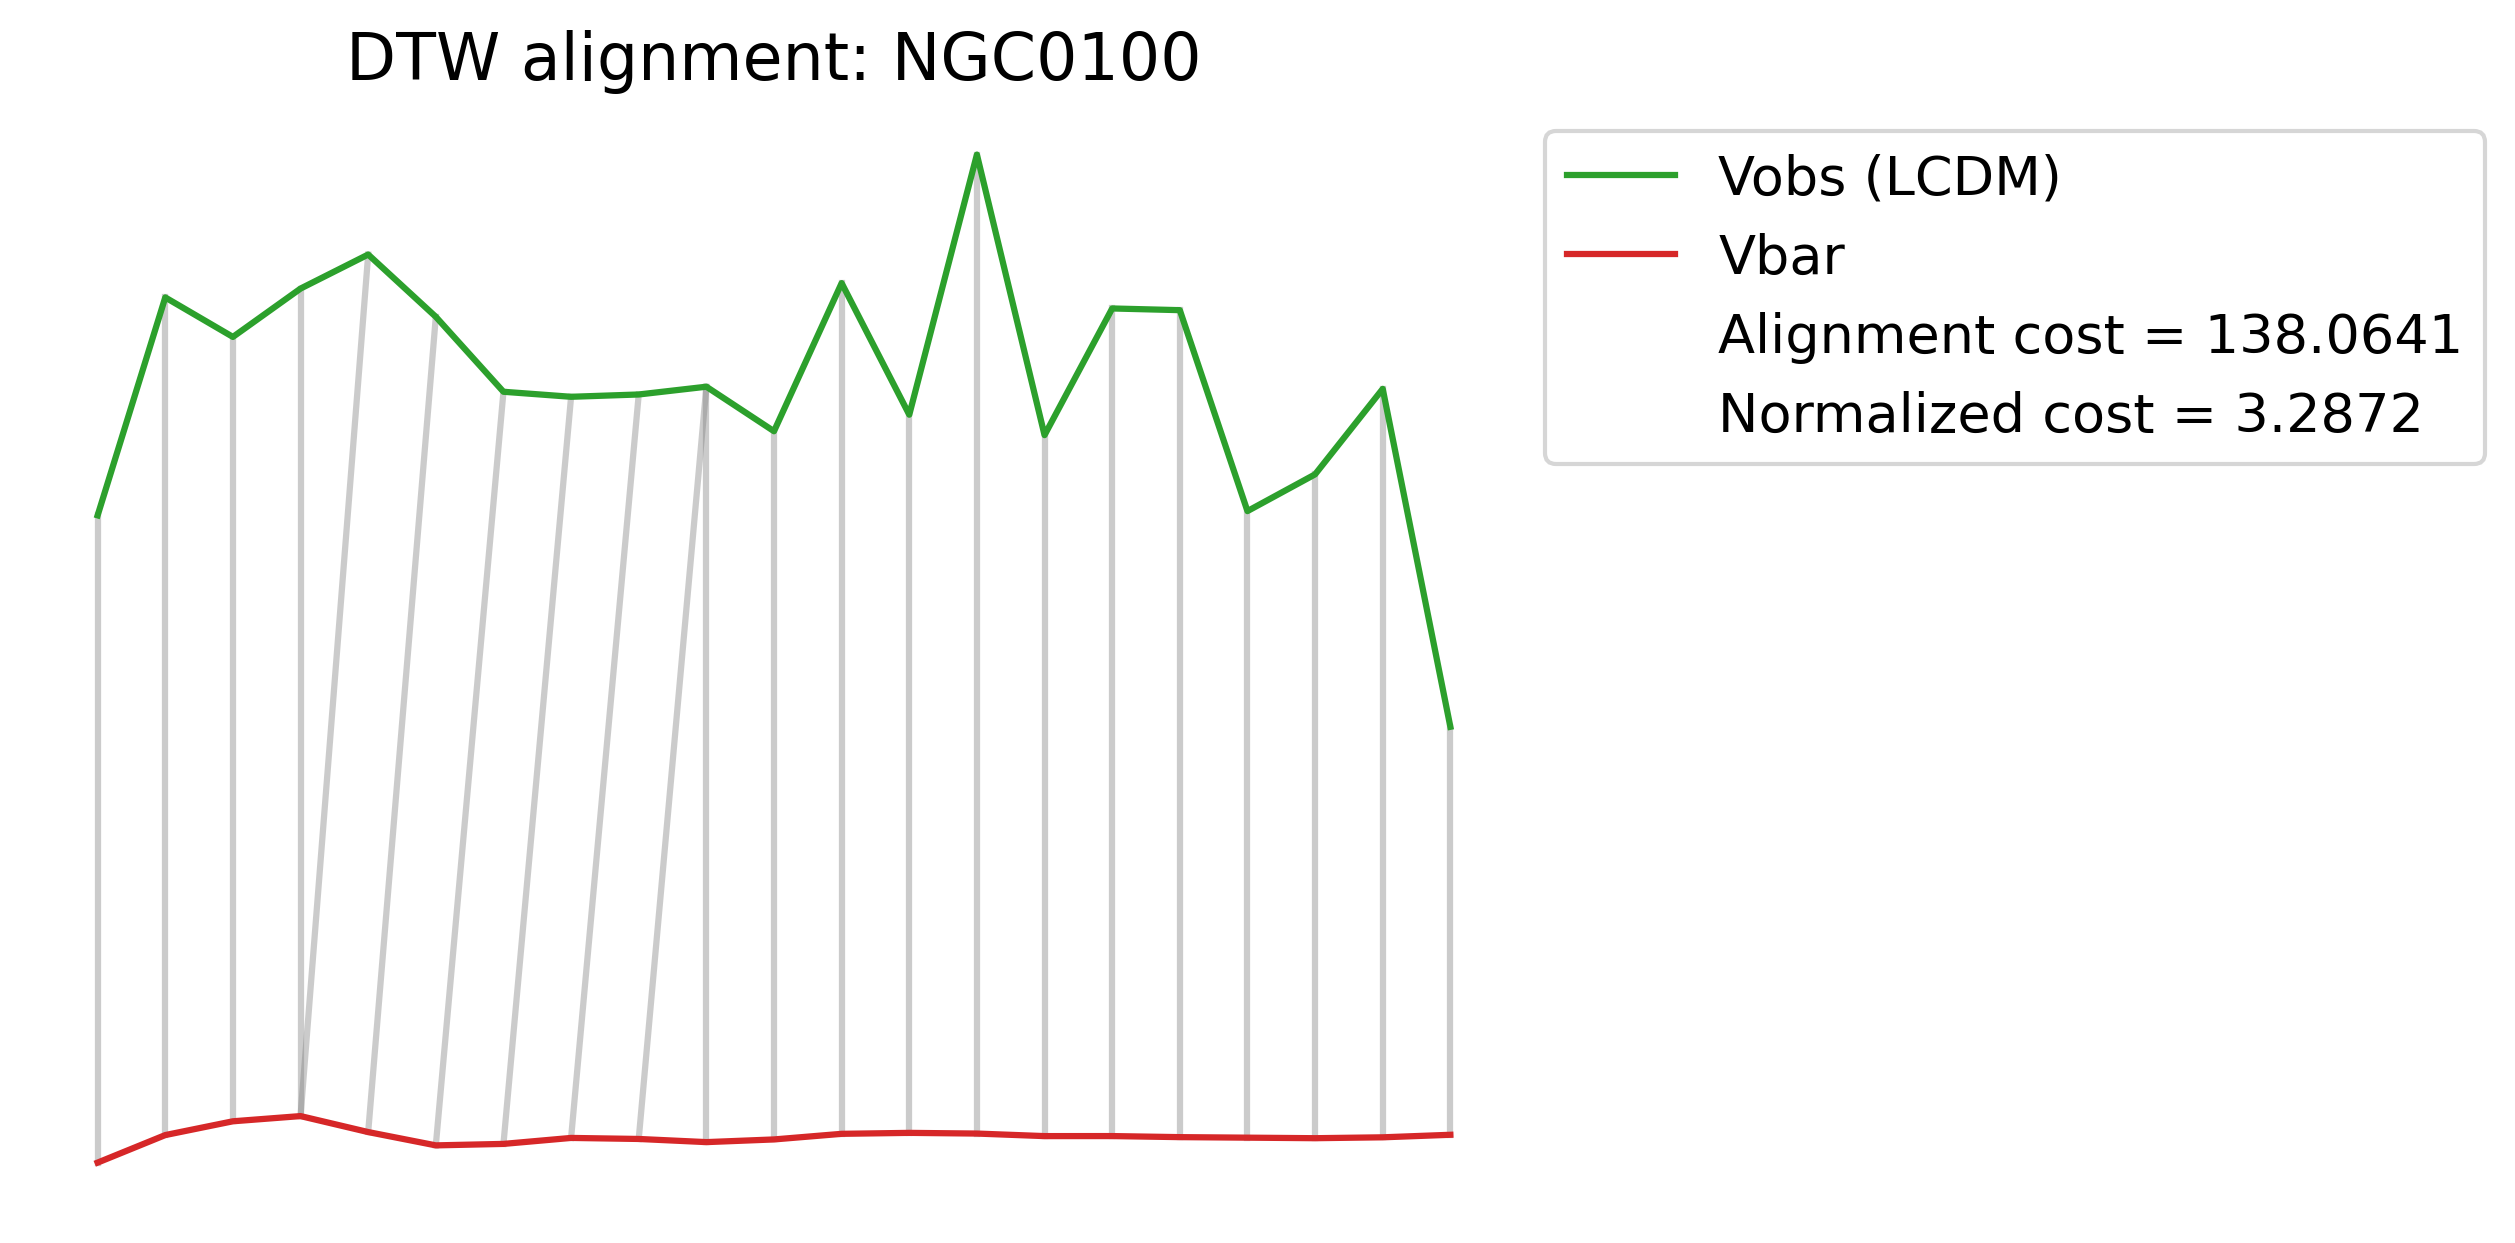 DTW alignment: NGC0100
Vobs (LCDM)
Vbar
Alignment cost = 138.0641
Normalized cost = 3.2872